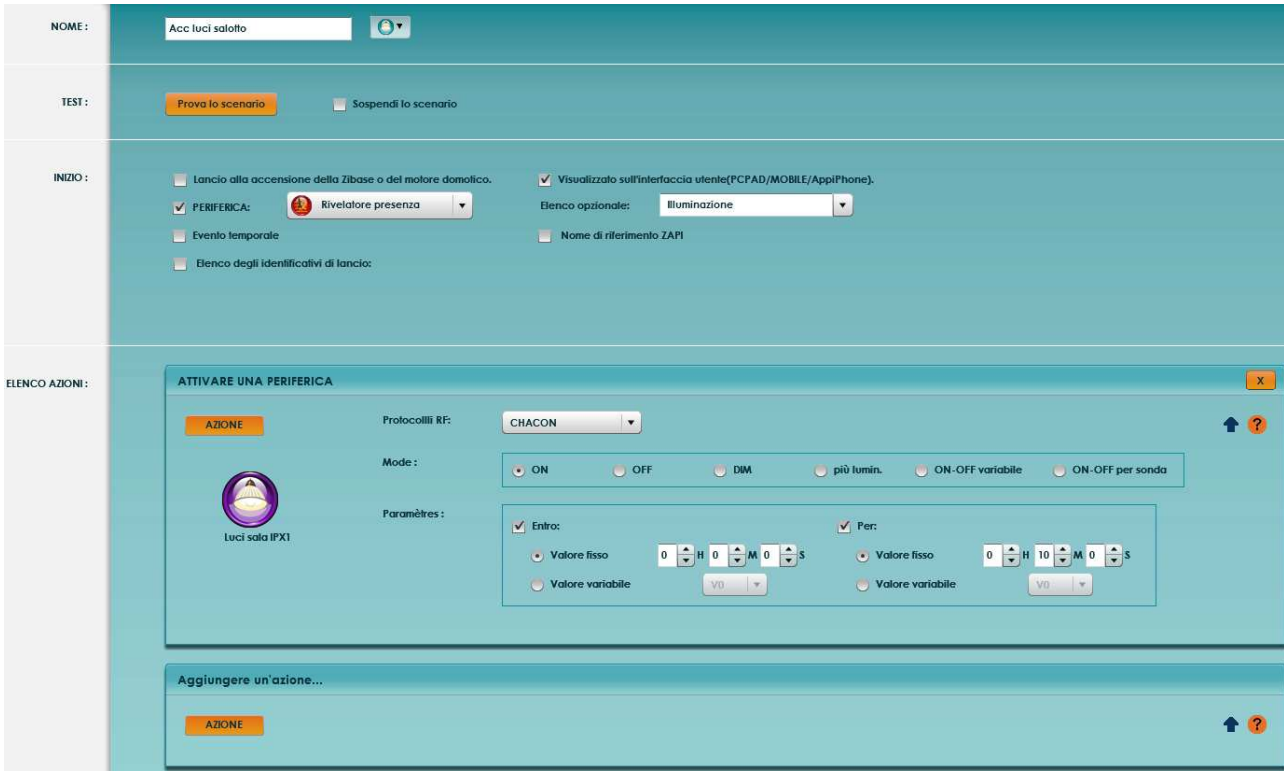 NOME :
Acc luci salotto
TEST :
Prova lo scenario
Sospendi lo scenario
INIZIO :
Lancio alla accensione della Zibase o del motore domotico.
Visualizzato sull'interfaccia utente(PCPAD/MOBILE/AppiPhone).
PERIFERICA:
Rivelatore presenza
Elenco opzionale:
Illuminazione
Evento temporale
Nome di riferimento ZAPI
Elenco degli identificativi di lancio:
ELENCO AZIONI :
ATTIVARE UNA PERIFERICA
X
AZIONE
Protocollli RF:
CHACON
?
Mode :
ON
OFF
DIM
più lumin.
ON-OFF variabile
ON-OFF per sonda
Luci sala IPX1
Paramètres :
Entro:
Per:
Valore fisso
0 H 0 M 0 S
Valore fisso
0 H 10 M 0 S
Valore variabile
V0
Valore variabile
V0
Aggiungere un'azione...
AZIONE
?